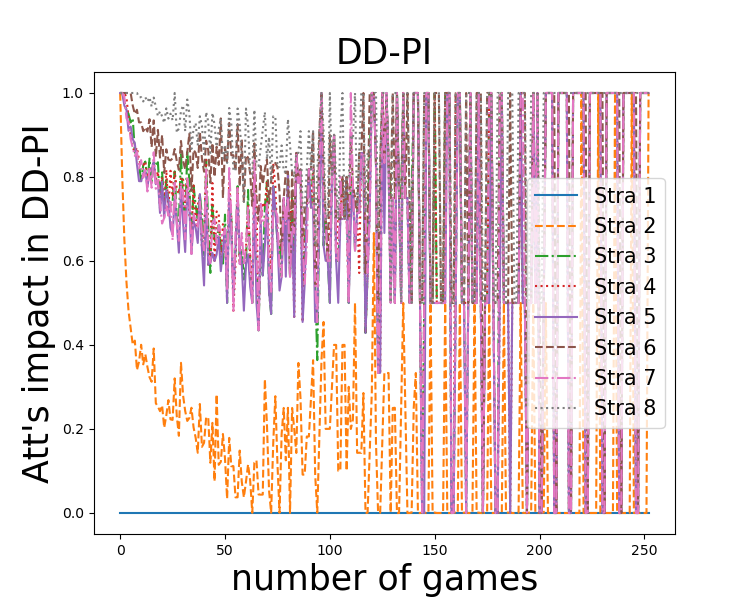 DD-PI
Att's impact in DD-PI
1.0
0.8
0.6
0.4
0.2
0.0
Stra 1
Stra 2
Stra 3
Stra 4
Stra 5
Stra 6
Stra 7
Stra 8
0 50 100 150 200 250
number of games